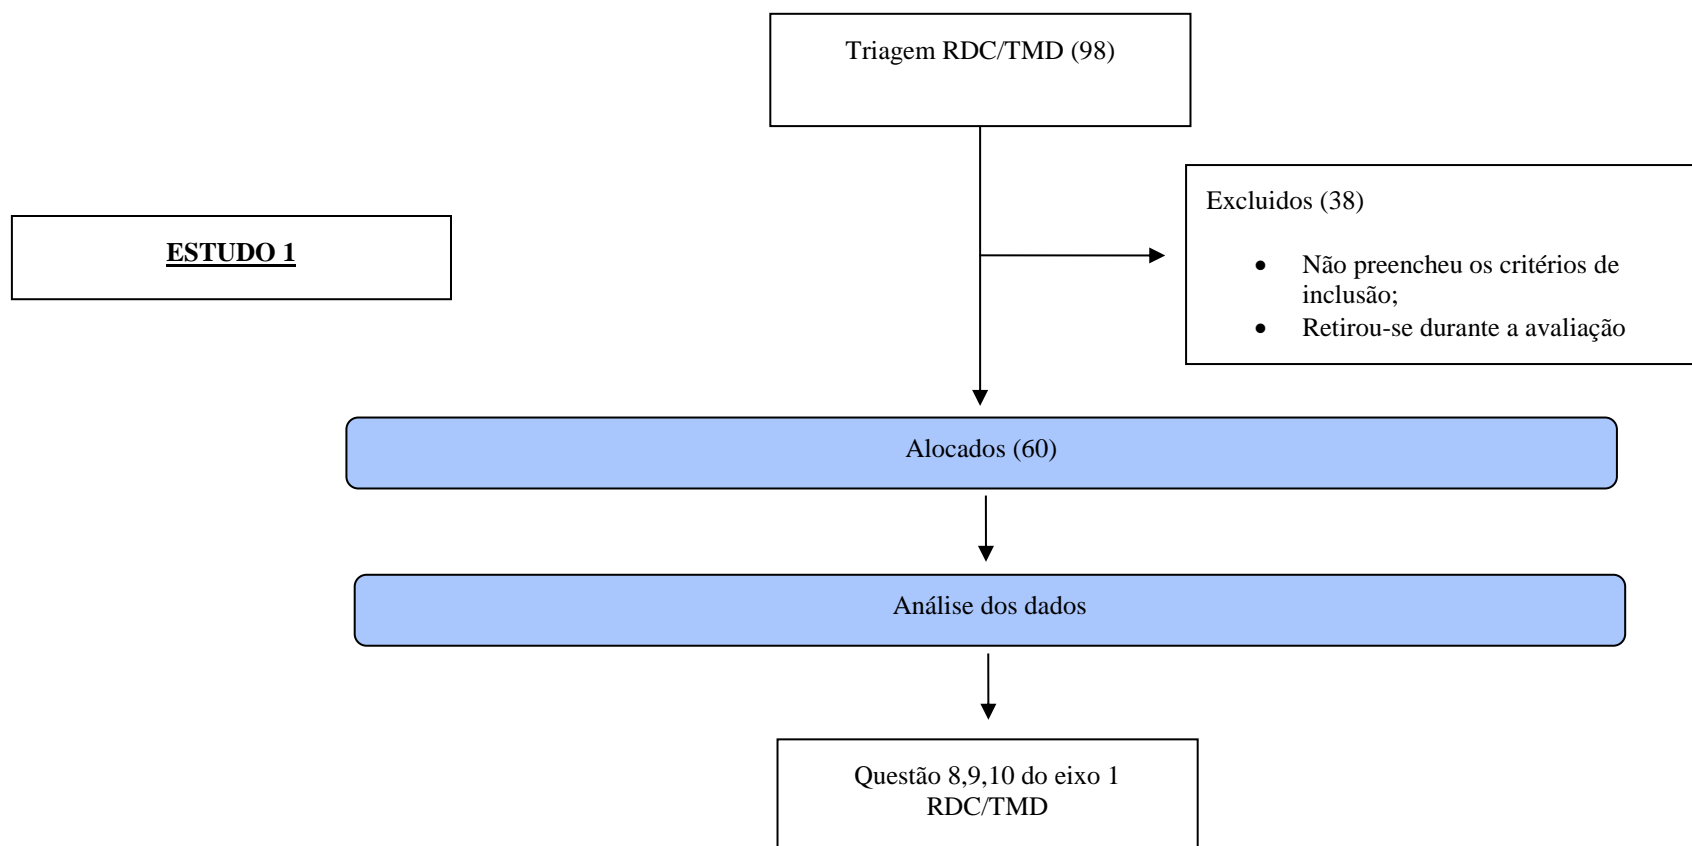 Triagem RDC/TMD (98)
ESTUDO 1
Excluidos (38)
• Não preencheu os critérios de
inclusão;
• Retirou-se durante a avaliação
Alocados (60)
Análise dos dados
Questão 8,9,10 do eixo 1
RDC/TMD